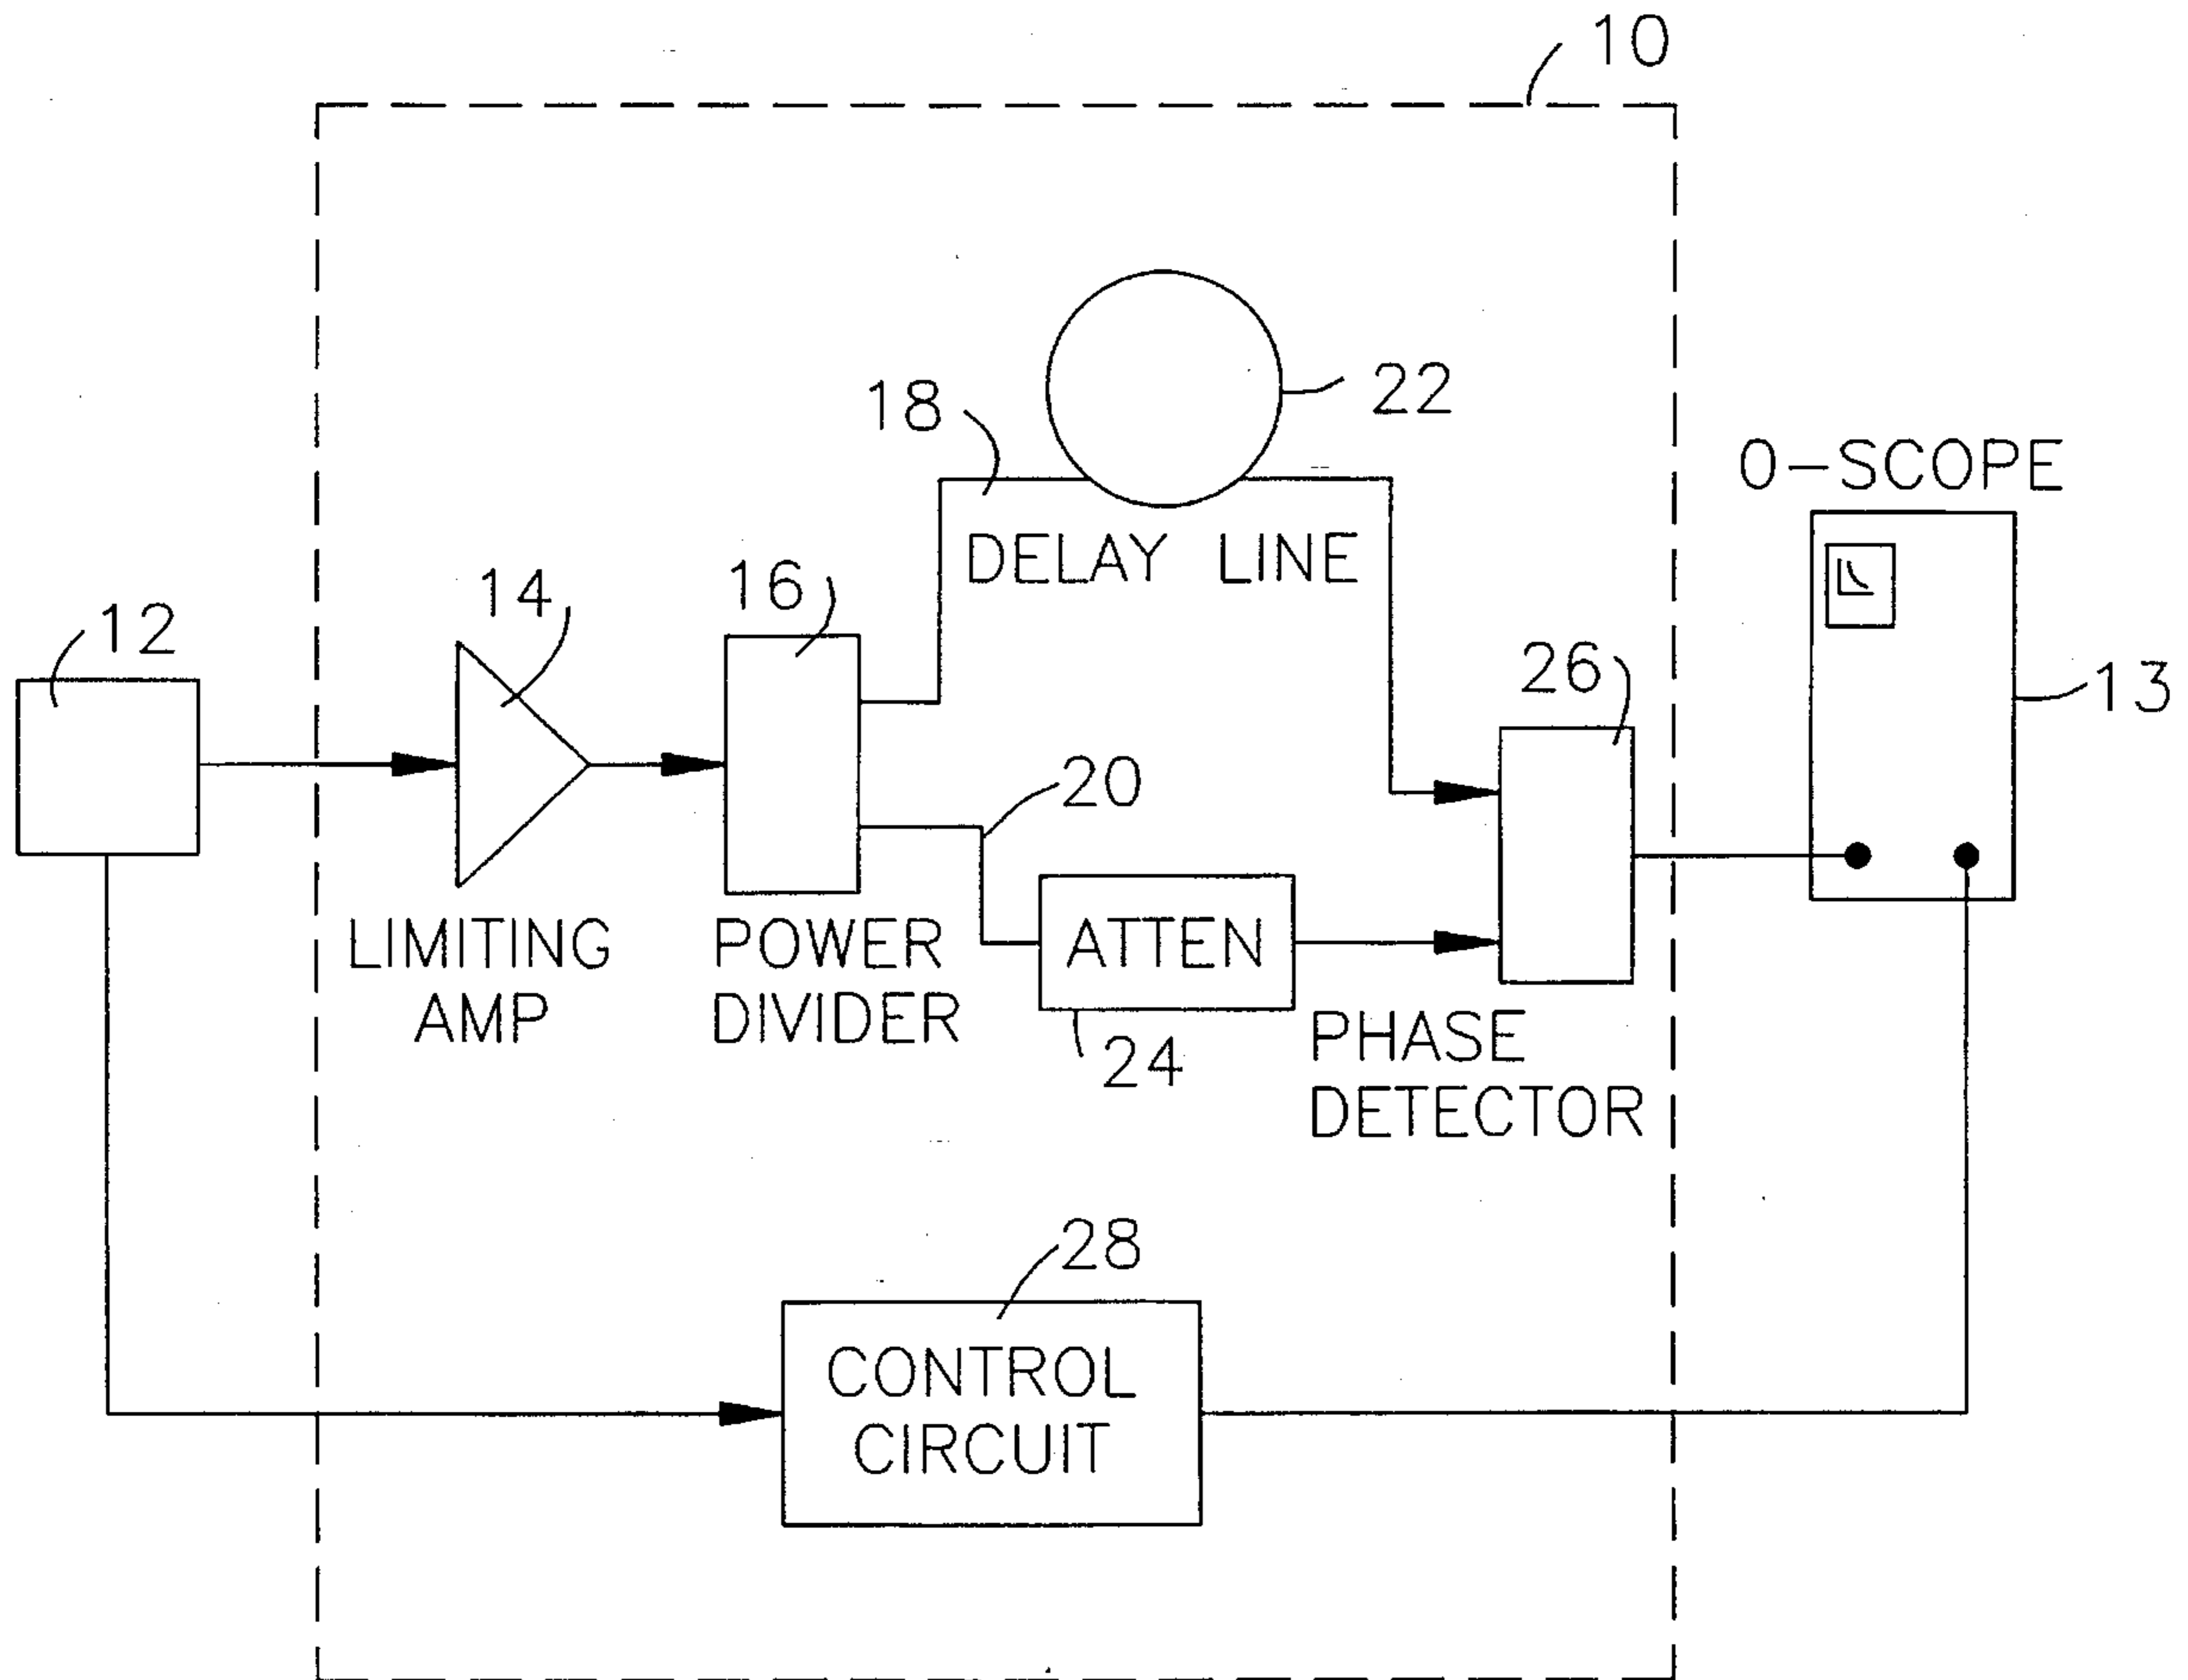 10
22
18
O-SCOPE
DELAY LINE
14
16
12
26
13
20
LIMITING
AMP
POWER
DIVIDER
ATTEN
24
PHASE
DETECTOR
28
CONTROL
CIRCUIT